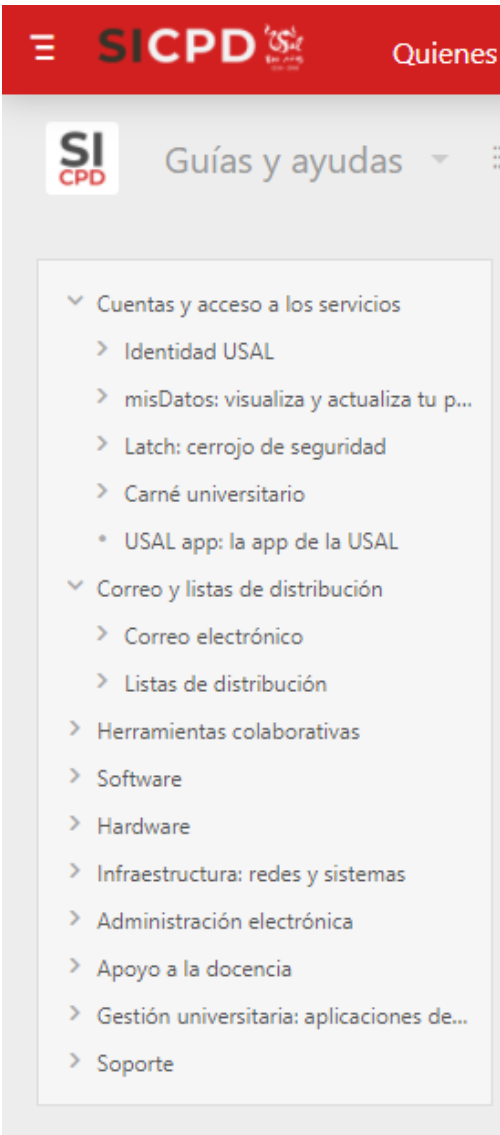 SICPD
Quienes
SI
CPD
Guías y ayudas
Cuentas y acceso a los servicios
Identidad USAL
misDatos: visualiza y actualiza tu p...
Latch: cerrojo de seguridad
Carné universitario
USAL app: la app de la USAL
Correo y listas de distribución
Correo electrónico
Listas de distribución
Herramientas colaborativas
Software
Hardware
Infraestructura: redes y sistemas
Administración electrónica
Apoyo a la docencia
Gestión universitaria: aplicaciones de...
Soporte